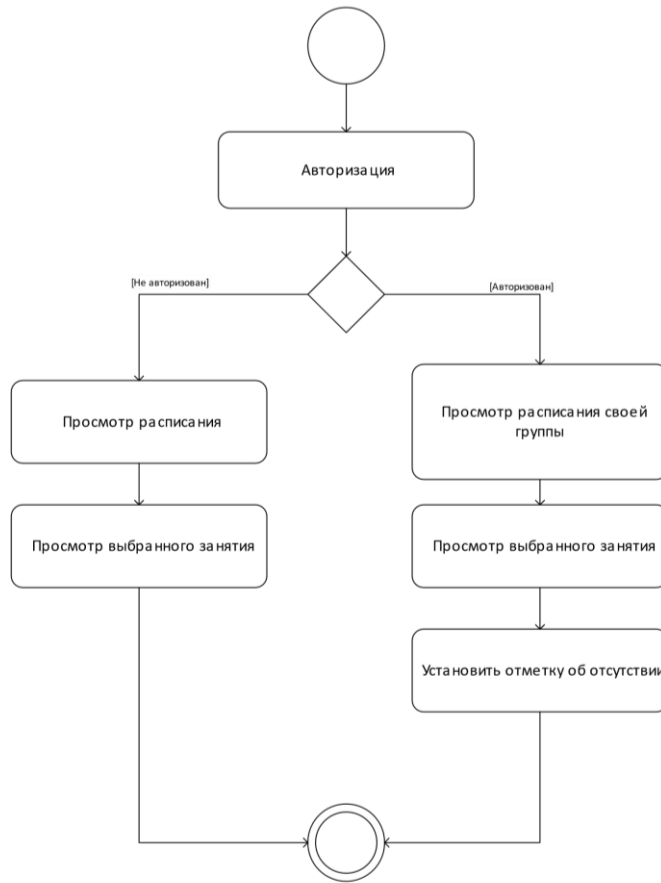 Авторизация
[Не авторизован]
[Авторизован]
Просмотр расписания
Просмотр расписания своей
группы
Просмотр выбранного занятия
Просмотр выбранного занятия
Установить отметку об отсутствии